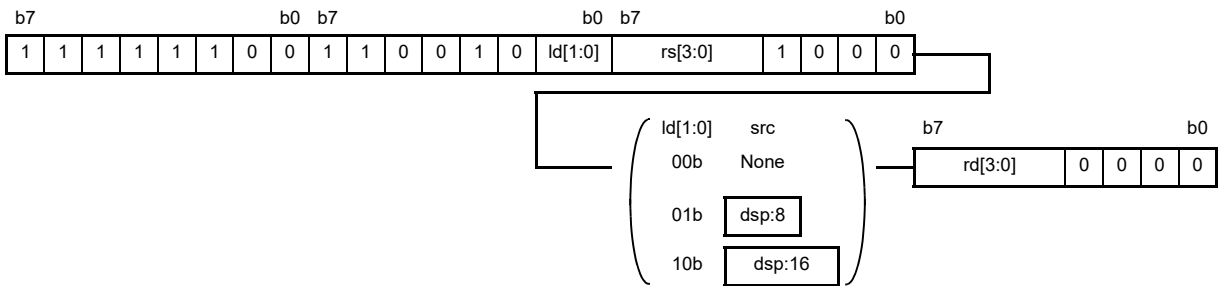 b7 b0 b7 b0 b7 b0
1 1 1 1 1 1 0 0 1 1 0 0 1 0 ld[1:0] rs[3:0] 1 0 0 0
ld[1:0] src
00b None
01b dsp:8
10b dsp:16
b7 b0
rd[3:0] 0 0 0 0